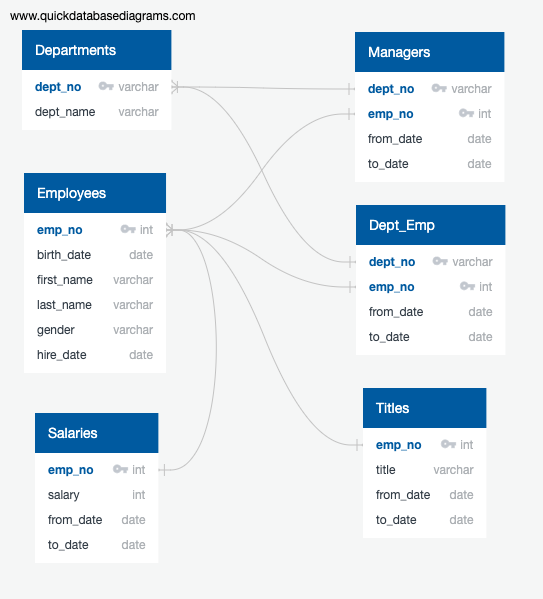 www.quickdatabasediagrams.com
Departments
dept_no varchar
dept_name varchar
Managers
dept_no varchar
emp_no int
from_date date
to_date date
Employees
emp_no int
birth_date date
first_name varchar
last_name varchar
gender varchar
hire_date date
Dept_Emp
dept_no varchar
emp_no int
from_date date
to_date date
Salaries
emp_no int
salary int
from_date date
to_date date
Titles
emp_no int
title varchar
from_date date
to_date date